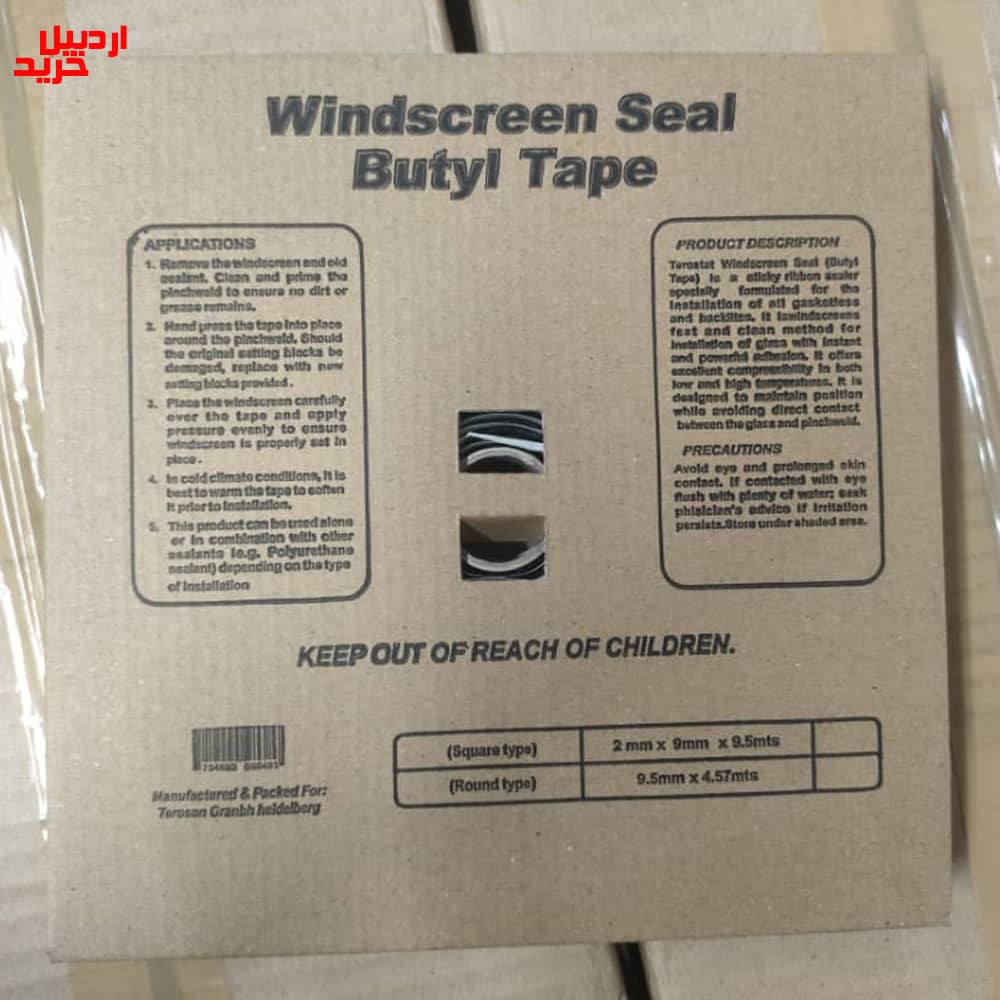 اردبیل
خرید
Windscreen Seal
Butyl Tape
APPLICATIONS
1. Remove the windscreen and old
sealant. Clean and prime the
pinchweld to ensure no dirt or
grease remains.
2. Hand press the tape into place
around the pinchweld. Should
the original setting blocks be
damaged, replace with new
setting blocks provided.
3. Place the windscreen carefully
over the tape and apply
pressure evenly to ensure
windscreen is properly set in
place.
4. In cold climate conditions, it is
best to warm the tape to soften
it prior to installation.
5. This product can be used alone
or in combination with other
sealants (e.g. Polyurethane
sealant) depending on the type
of installation
PRODUCT DESCRIPTION
Terostat Windscreen Seal (Butyl
Tape) is a sticky ribbon sealer
specially formulated for the
installation of all gasketless
and backlites. It iswindscreens
fast and clean method for
installation of glass with instant
and powerful adhesion. It offers
excellent compressibility in both
low and high temperatures. It is
designed to maintain position
while avoiding direct contact
between the glass and pinchweld.
PRECAUTIONS
Avoid eye and prolonged skin
contact. If contacted with eye
flush with plenty of water; seek
phisician's advice if irritation
persists.Store under shaded area.
KEEP OUT OF REACH OF CHILDREN.
(Square type) 2 mm x 9mm x 9.5mts
(Round type) 9.5mm x 4.57mts
Manufactured & Packed For:
Teroson Granbh heidelberg